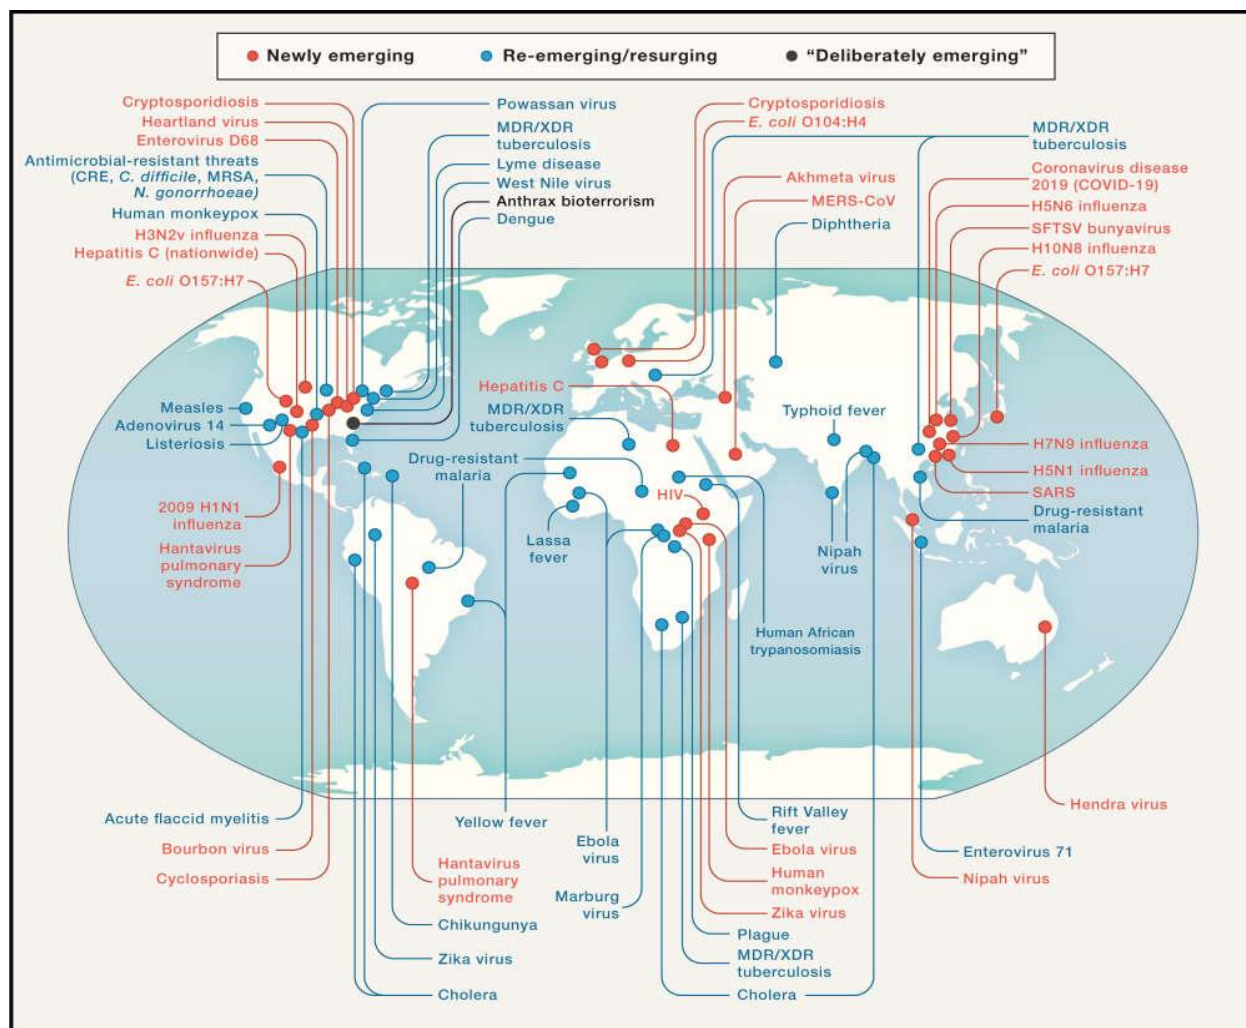 Newly emerging
Re-emerging/resurging
“Deliberately emerging”
Cryptosporidiosis
Heartland virus
Enterovirus D68
Antimicrobial-resistant threats
(CRE, C. difficile, MRSA,
N. gonorrhoeae)
Human monkeypox
H3N2v influenza
Hepatitis C (nationwide)
E. coli O157:H7
Powassan virus
MDR/XDR
tuberculosis
Lyme disease
West Nile virus
Anthrax bioterrorism
Dengue
Cryptosporidiosis
E. coli O104:H4
Akhmeta virus
MERS-CoV
Diphtheria
MDR/XDR
tuberculosis
Coronavirus disease
2019 (COVID-19)
H5N6 influenza
SFTSV bunyavirus
H10N8 influenza
E. coli O157:H7
Measles
Adenovirus 14
Listeriosis
2009 H1N1
influenza
Hantavirus
pulmonary
syndrome
Hepatitis C
MDR/XDR
tuberculosis
Drug-resistant
malaria
Lassa
fever
HIV
Typhoid fever
Nipah
virus
Human African
trypanosomiasis
H7N9 influenza
H5N1 influenza
SARS
Drug-resistant
malaria
Acute flaccid myelitis
Bourbon virus
Cyclosporiasis
Yellow fever
Hantavirus
pulmonary
syndrome
Chikungunya
Zika virus
Cholera
Ebola
virus
Marburg
virus
Rift Valley
fever
Ebola virus
Human
monkeypox
Zika virus
Plague
MDR/XDR
tuberculosis
Cholera
Hendra virus
Enterovirus 71
Nipah virus